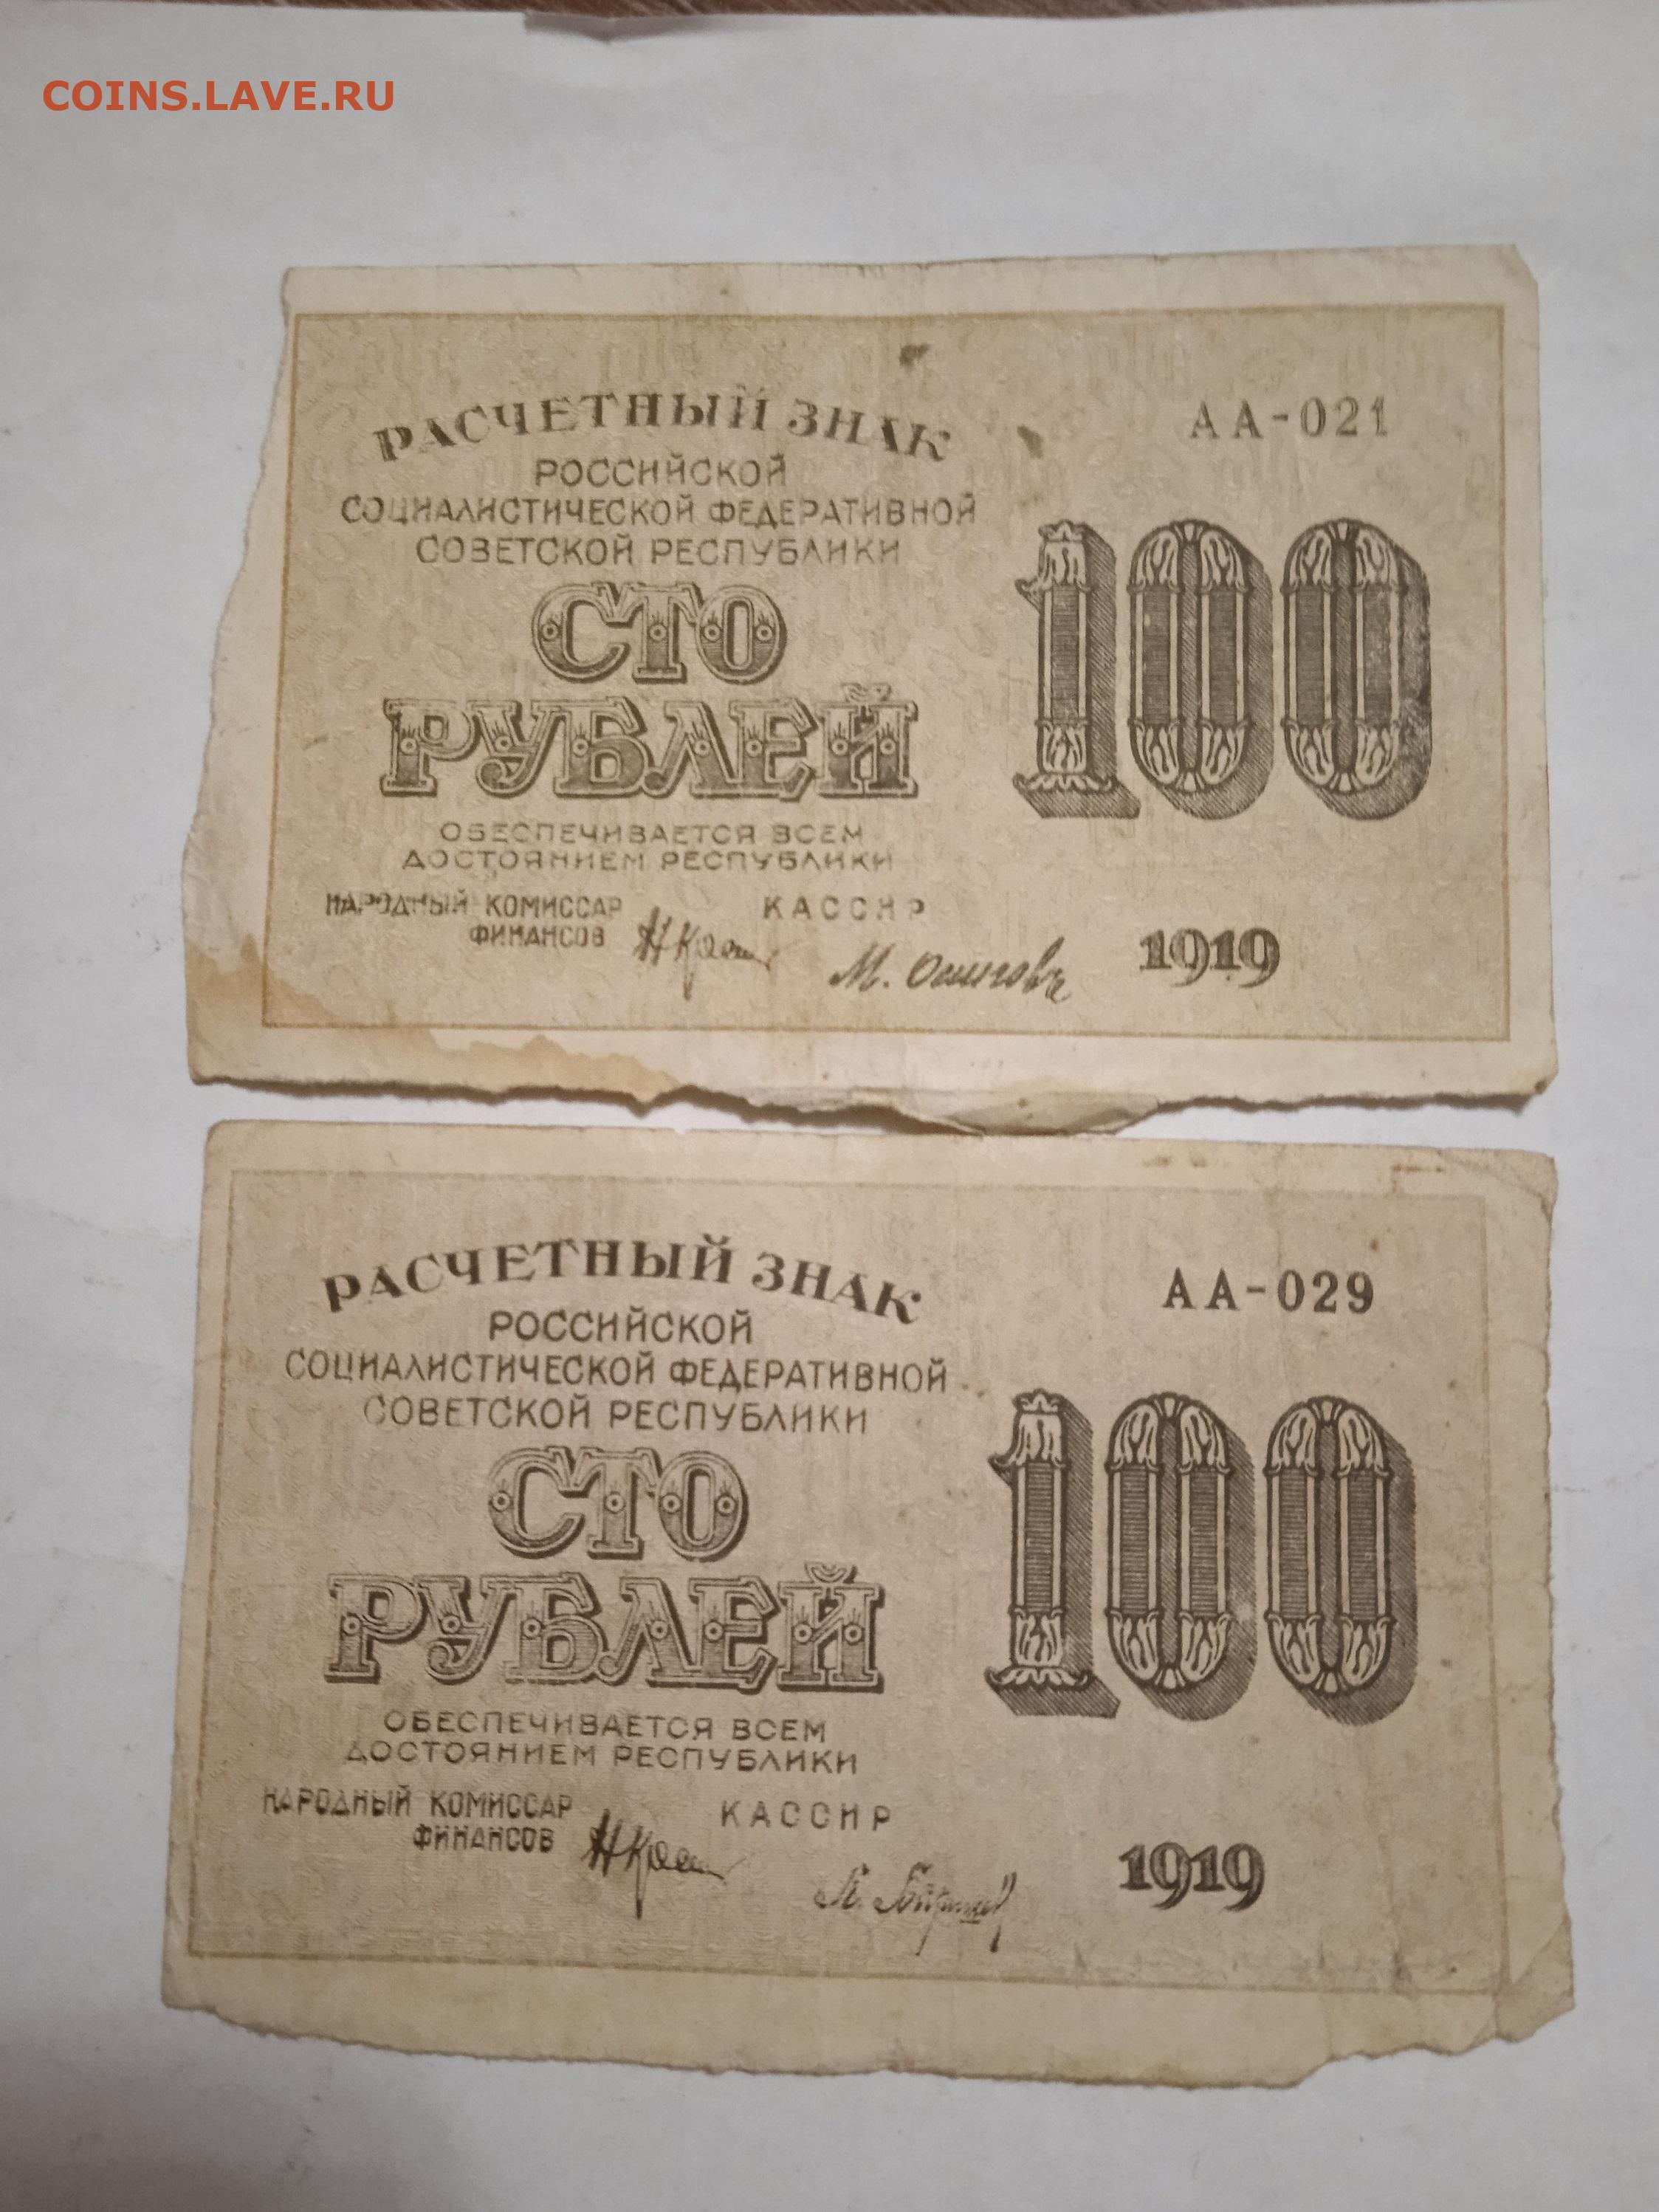 COINS.LAVE.RU
РАСЧЕТНЫЙ ЗНАК
АА-021
РОССИЙСКОЙ
СОЦИАЛИСТИЧЕСКОЙ ФЕДЕРАТИВНОЙ
СОВЕТСКОЙ РЕСПУБЛИКИ
СТО
РУБЛЕЙ
100
ОБЕСПЕЧИВАЕТСЯ ВСЕМ
ДОСТОЯНИЕМ РЕСПУБЛИКИ
НАРОДНЫЙ КОМИССАР
ФИНАНСОВ
КАССИР
М. Осиповъ
1919
РАСЧЕТНЫЙ ЗНАК
АА-029
РОССИЙСКОЙ
СОЦИАЛИСТИЧЕСКОЙ ФЕДЕРАТИВНОЙ
СОВЕТСКОЙ РЕСПУБЛИКИ
СТО
РУБЛЕЙ
100
ОБЕСПЕЧИВАЕТСЯ ВСЕМ
ДОСТОЯНИЕМ РЕСПУБЛИКИ
НАРОДНЫЙ КОМИССАР
ФИНАНСОВ
КАССИР
1919